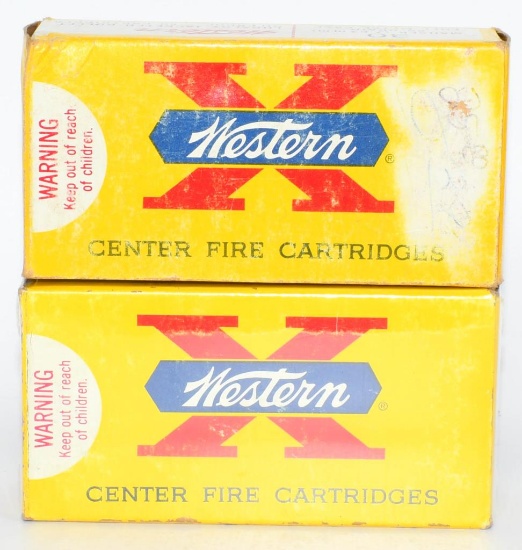 X
Western
®
WARNING
Keep out of reach
of children.
CENTER FIRE CARTRIDGES
X
Western
®
WARNING
Keep out of reach
of children.
CENTER FIRE CARTRIDGES